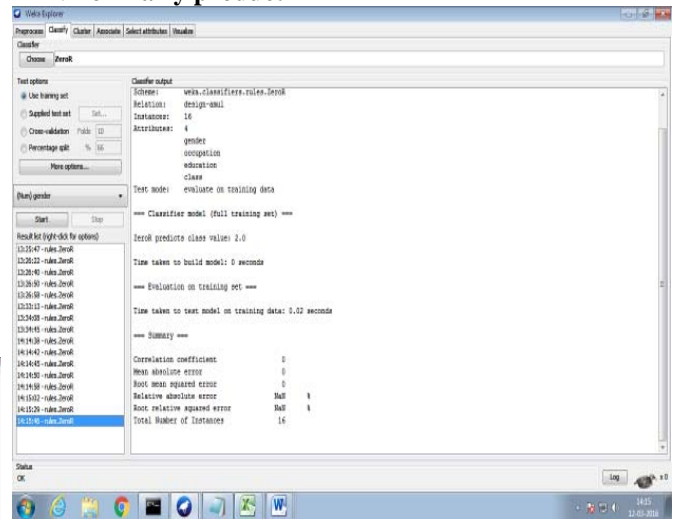 Weka Explorer
Preprocess Classify Cluster Associate Select attributes Visualize
Classifier
Choose ZeroR
Test options
Use training set
Supplied test set Set...
Cross-validation Folds 10
Percentage split % 66
More options...
(Num) gender
Start Stop
Result list (right-click for options)
13:25:47 - rules.ZeroR
13:26:22 - rules.ZeroR
13:26:40 - rules.ZeroR
13:26:50 - rules.ZeroR
13:26:58 - rules.ZeroR
13:33:13 - rules.ZeroR
13:34:08 - rules.ZeroR
13:34:45 - rules.ZeroR
14:14:38 - rules.ZeroR
14:14:42 - rules.ZeroR
14:14:45 - rules.ZeroR
14:14:50 - rules.ZeroR
14:14:58 - rules.ZeroR
14:15:02 - rules.ZeroR
14:15:29 - rules.ZeroR
14:15:46 - rules.ZeroR
Classifier output
Scheme: weka.classifiers.rules.ZeroR
Relation: design-amul
Instances: 16
Attributes: 4
gender
occupation
education
class
Test mode: evaluate on training data
=== Classifier model (full training set) ===
ZeroR predicts class value: 2.0
Time taken to build model: 0 seconds
=== Evaluation on training set ===
Time taken to test model on training data: 0.02 seconds
=== Summary ===
Correlation coefficient 0
Mean absolute error 0
Root mean squared error 0
Relative absolute error NaN %
Root relative squared error NaN %
Total Number of Instances 16
Status
OK
Log x 0
14:15
12-03-2016